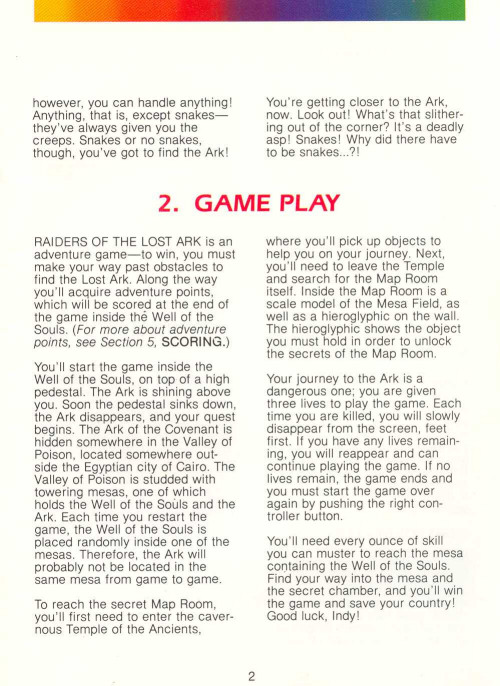 however, you can handle anything!
Anything, that is, except snakes—
they've always given you the
creeps. Snakes or no snakes,
though, you've got to find the Ark!
You're getting closer to the Ark,
now. Look out! What's that slither-
ing out of the corner? It's a deadly
asp! Snakes! Why did there have
to be snakes...?!
2. GAME PLAY
RAIDERS OF THE LOST ARK is an
adventure game—to win, you must
make your way past obstacles to
find the Lost Ark. Along the way
you'll acquire adventure points,
which will be scored at the end of
the game inside the Well of the
Souls. (For more about adventure
points, see Section 5, SCORING.)
You'll start the game inside the
Well of the Souls, on top of a high
pedestal. The Ark is shining above
you. Soon the pedestal sinks down,
the Ark disappears, and your quest
begins. The Ark of the Covenant is
hidden somewhere in the Valley of
Poison, located somewhere out-
side the Egyptian city of Cairo. The
Valley of Poison is studded with
towering mesas, one of which
holds the Well of the Souls and the
Ark. Each time you restart the
game, the Well of the Souls is
placed randomly inside one of the
mesas. Therefore, the Ark will
probably not be located in the
same mesa from game to game.
To reach the secret Map Room,
you'll first need to enter the caver-
nous Temple of the Ancients,
where you'll pick up objects to
help you on your journey. Next,
you'll need to leave the Temple
and search for the Map Room
itself. Inside the Map Room is a
scale model of the Mesa Field, as
well as a hieroglyphic on the wall.
The hieroglyphic shows the object
you must hold in order to unlock
the secrets of the Map Room.
Your journey to the Ark is a
dangerous one; you are given
three lives to play the game. Each
time you are killed, you will slowly
disappear from the screen, feet
first. If you have any lives remain-
ing, you will reappear and can
continue playing the game. If no
lives remain, the game ends and
you must start the game over
again by pushing the right con-
troller button.
You'll need every ounce of skill
you can muster to reach the mesa
containing the Well of the Souls.
Find your way into the mesa and
the secret chamber, and you'll win
the game and save your country!
Good luck, Indy!
2